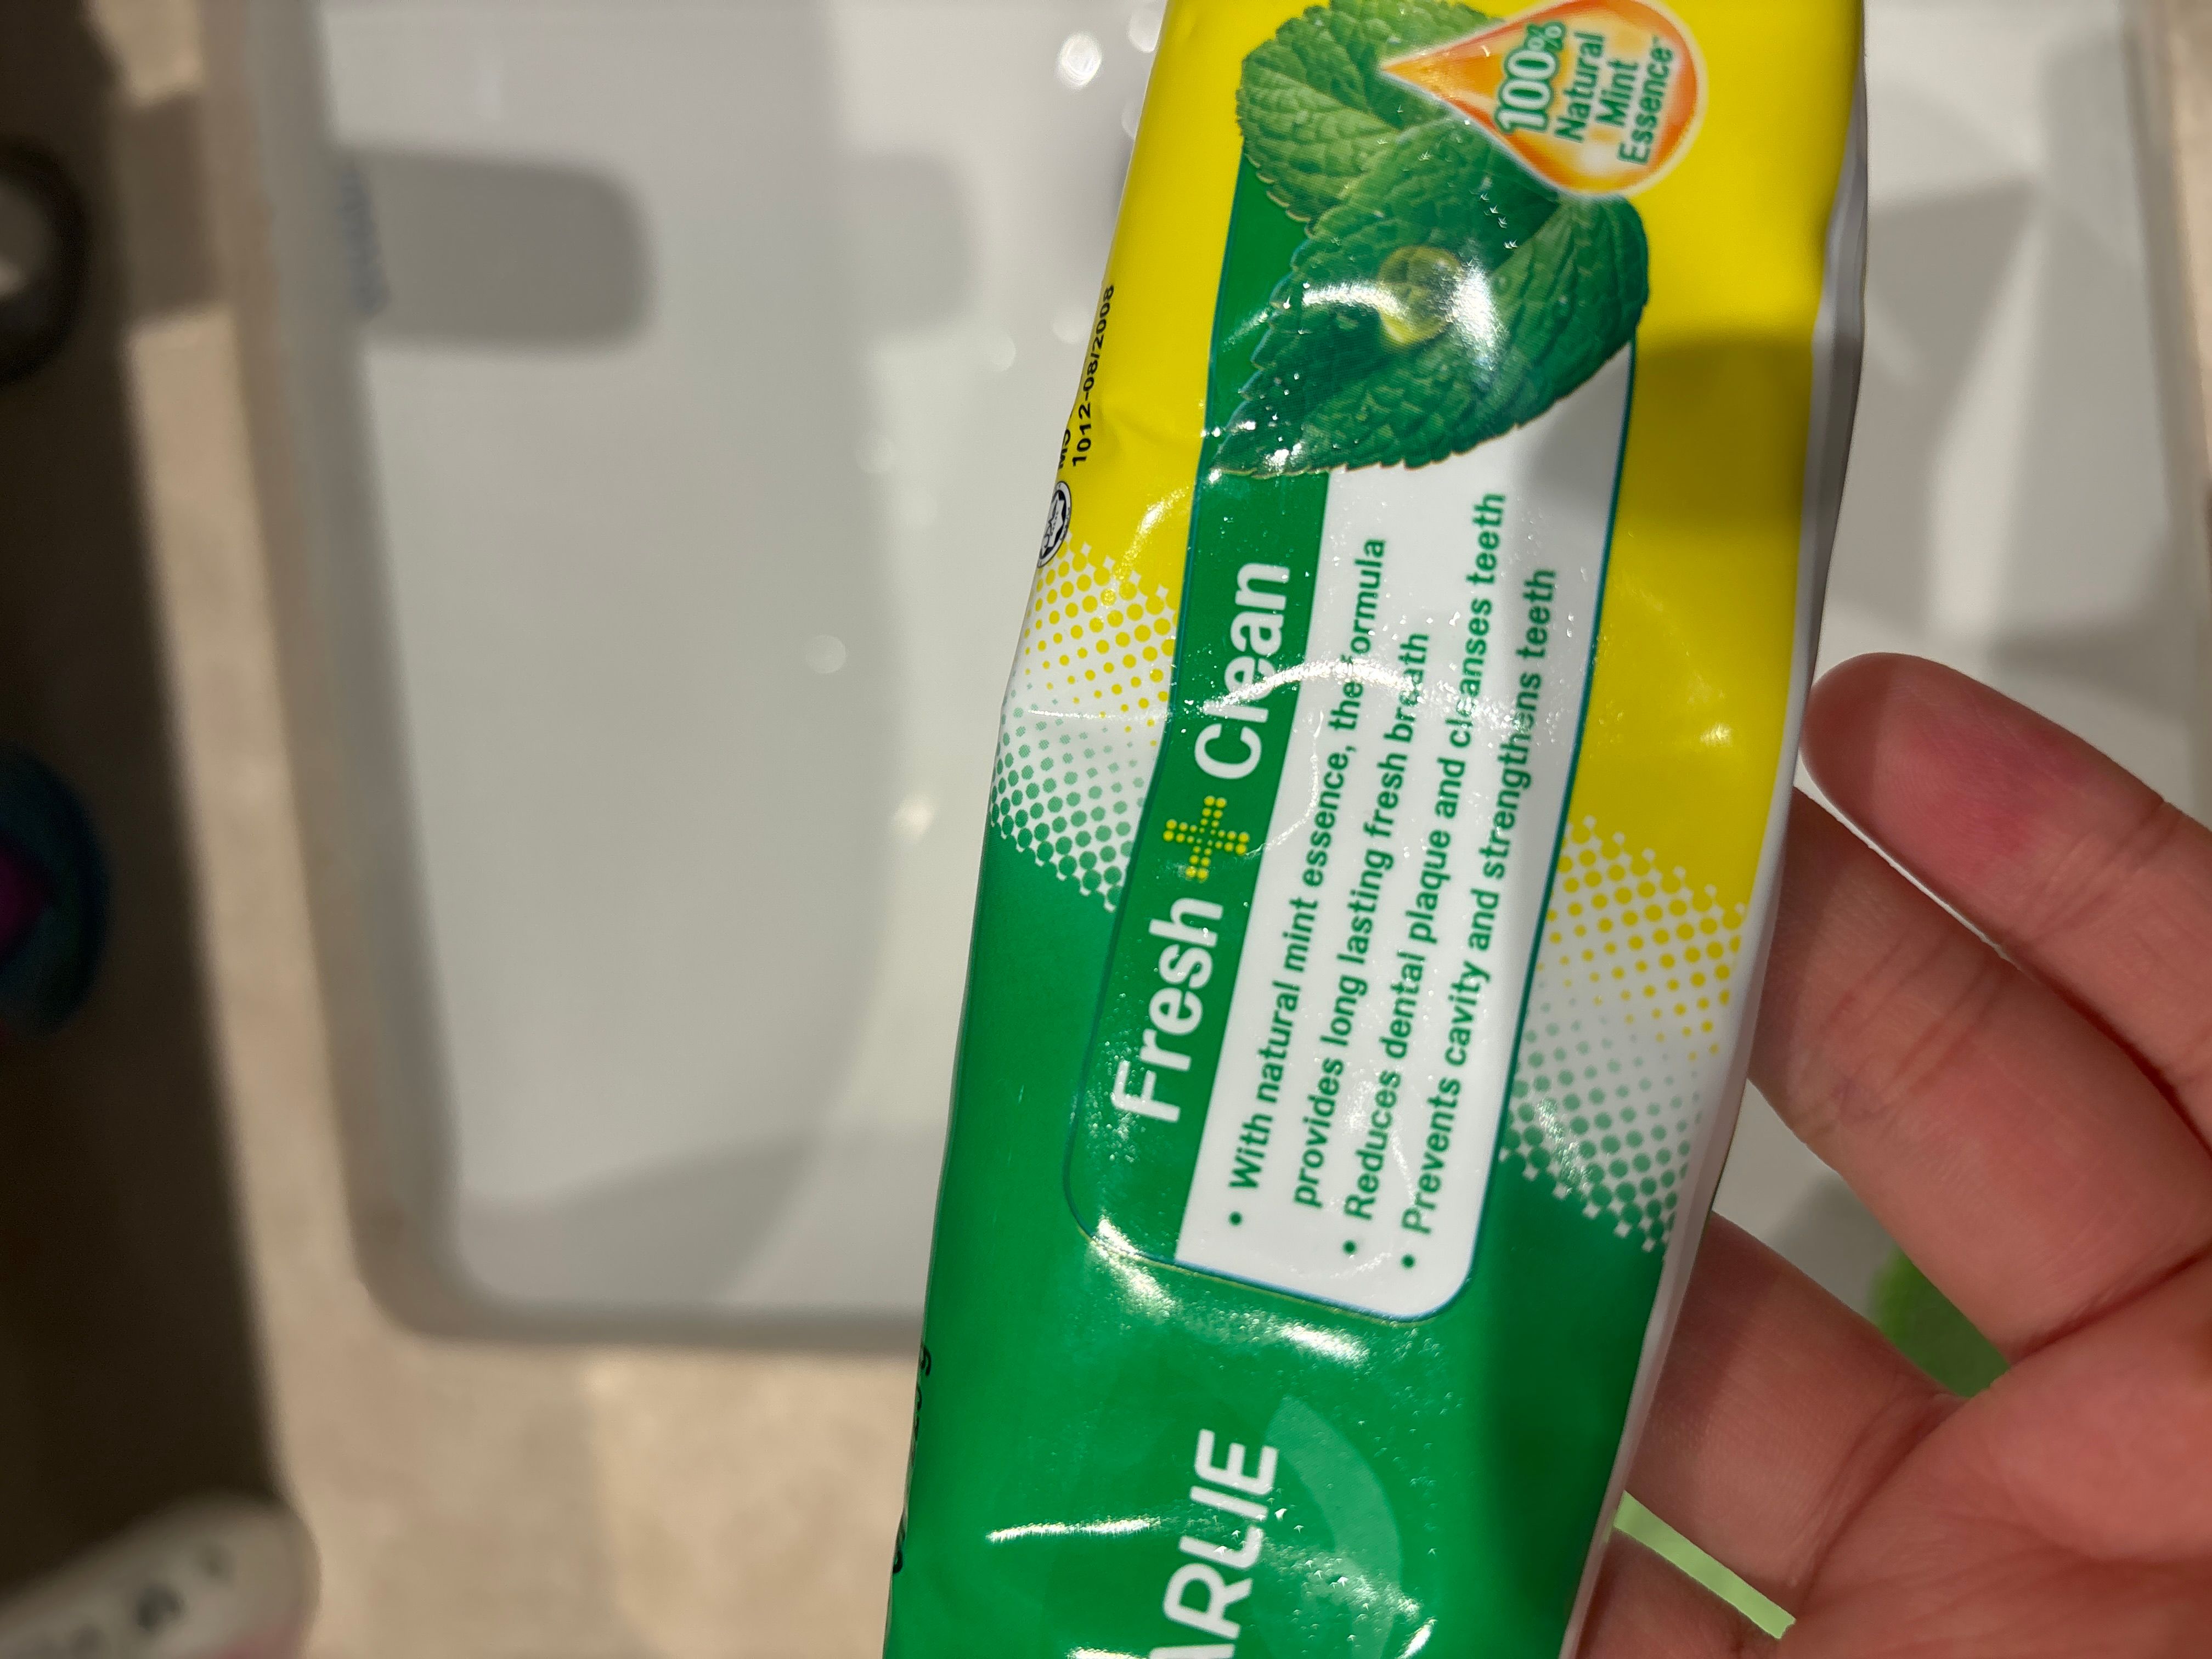 ARLIE
Fresh + Clean
• With natural mint essence, the formula
provides long lasting fresh breath
• Reduces dental plaque and cleanses teeth
• Prevents cavity and strengthens teeth
100%
Natural
Mint
Essence™
1012-08/2008